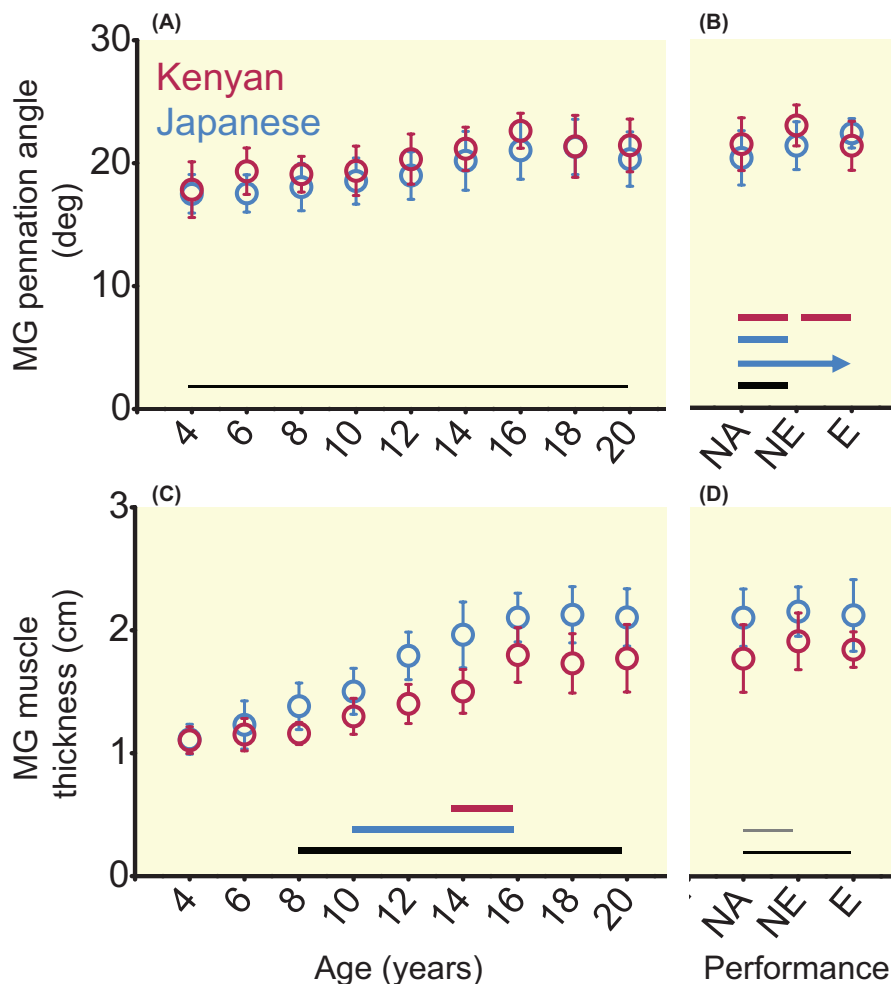 (A)
(B)
30
20
10
0
MG pennation angle
(deg)
Kenyan
Japanese
4
6
8
10
12
14
16
18
20
NA
NE
E
(C)
(D)
3
2
1
0
MG muscle
thickness (cm)
4
6
8
10
12
14
16
18
20
NA
NE
E
Age (years)
Performance